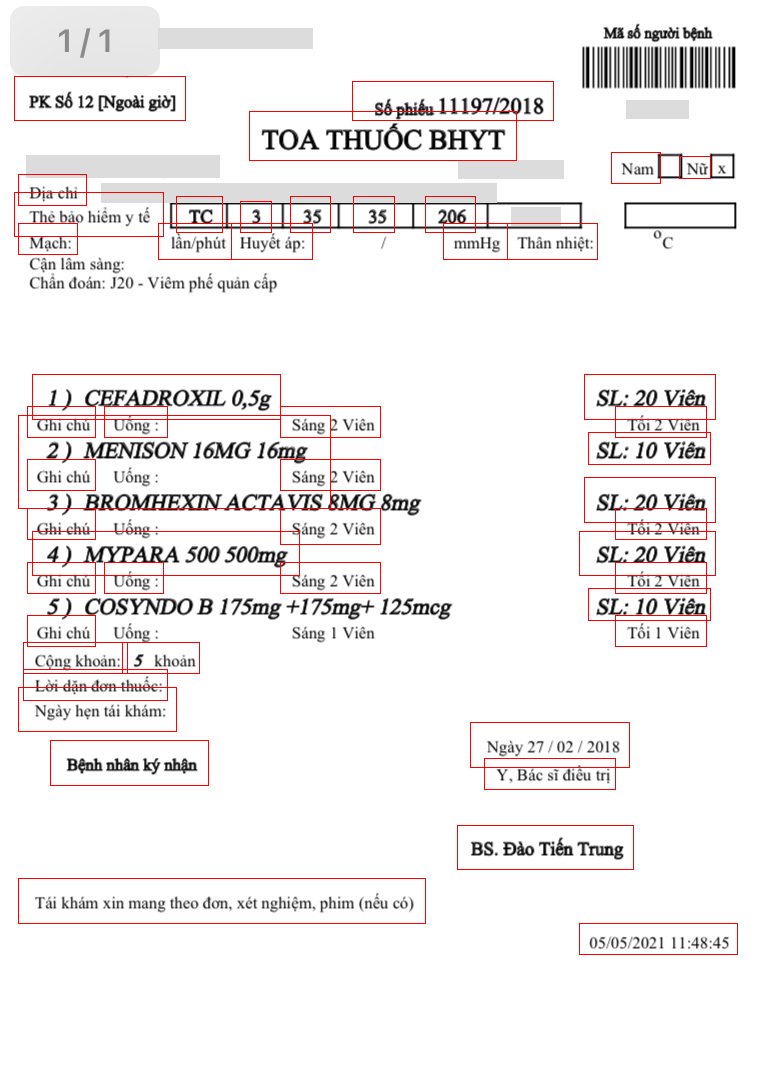 1/1
Mã số người bệnh
PK Số 12 [Ngoài giờ]
Số phiếu 11197/2018
TOA THUỐC BHYT
Nam Nữ x
Địa chỉ
Thẻ bảo hiểm y tế TC 3 35 35 206
Mạch: lần/phút Huyết áp: / mmHg Thân nhiệt: °C
Cận lâm sàng:
Chẩn đoán: J20 - Viêm phế quản cấp
1 ) CEFADROXIL 0,5g SL: 20 Viên
Ghi chú Uống : Sáng 2 Viên Tối 2 Viên
2 ) MENISON 16MG 16mg SL: 10 Viên
Ghi chú Uống : Sáng 2 Viên
3 ) BROMHEXIN ACTAVIS 8MG 8mg SL: 20 Viên
Ghi chú Uống : Sáng 2 Viên Tối 2 Viên
4 ) MYPARA 500 500mg SL: 20 Viên
Ghi chú Uống : Sáng 2 Viên Tối 2 Viên
5 ) COSYNDO B 175mg +175mg+ 125mcg SL: 10 Viên
Ghi chú Uống : Sáng 1 Viên Tối 1 Viên
Cộng khoản: 5 khoản
Lời dặn đơn thuốc:
Ngày hẹn tái khám:
Ngày 27 / 02 / 2018
Bệnh nhân ký nhận
Y, Bác sĩ điều trị
BS. Đào Tiến Trung
Tái khám xin mang theo đơn, xét nghiệm, phim (nếu có)
05/05/2021 11:48:45